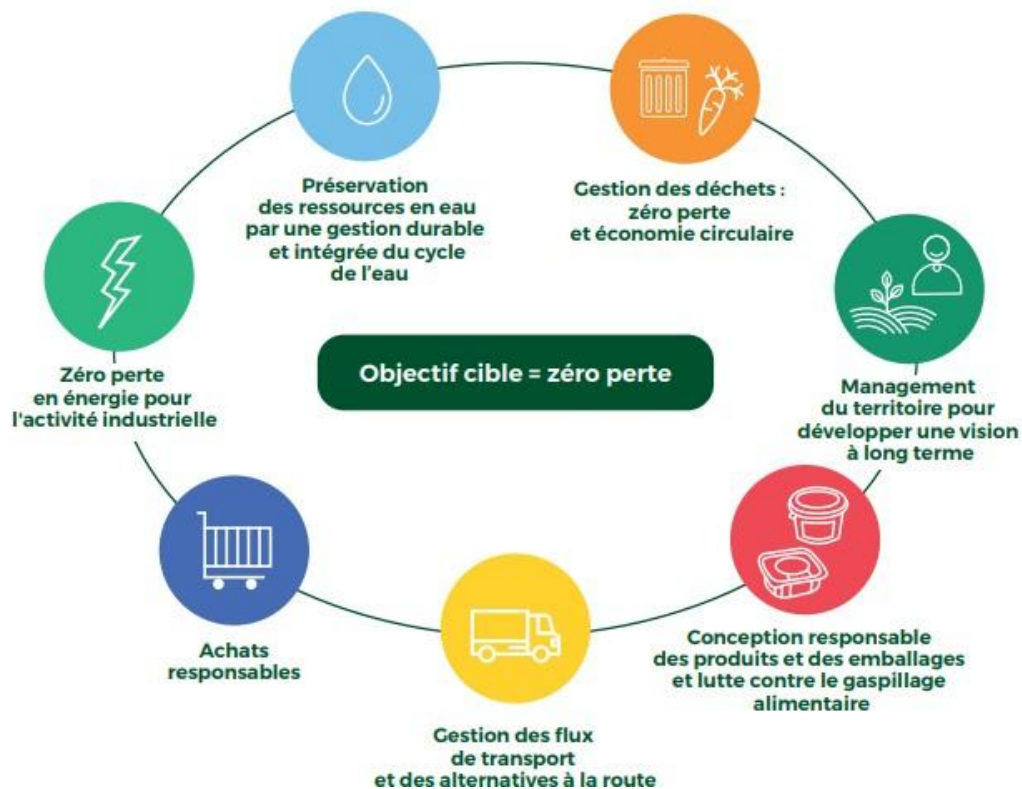 Préservation
des ressources en eau
par une gestion durable
et intégrée du cycle
de l'eau
Gestion des déchets :
zéro perte
et économie circulaire
Zéro perte
en énergie pour
l'activité industrielle
Objectif cible = zéro perte
Management
du territoire pour
développer une vision
à long terme
Achats
responsables
Gestion des flux
de transport
et des alternatives à la route
Conception responsable
des produits et des emballages
et lutte contre le gaspillage
alimentaire